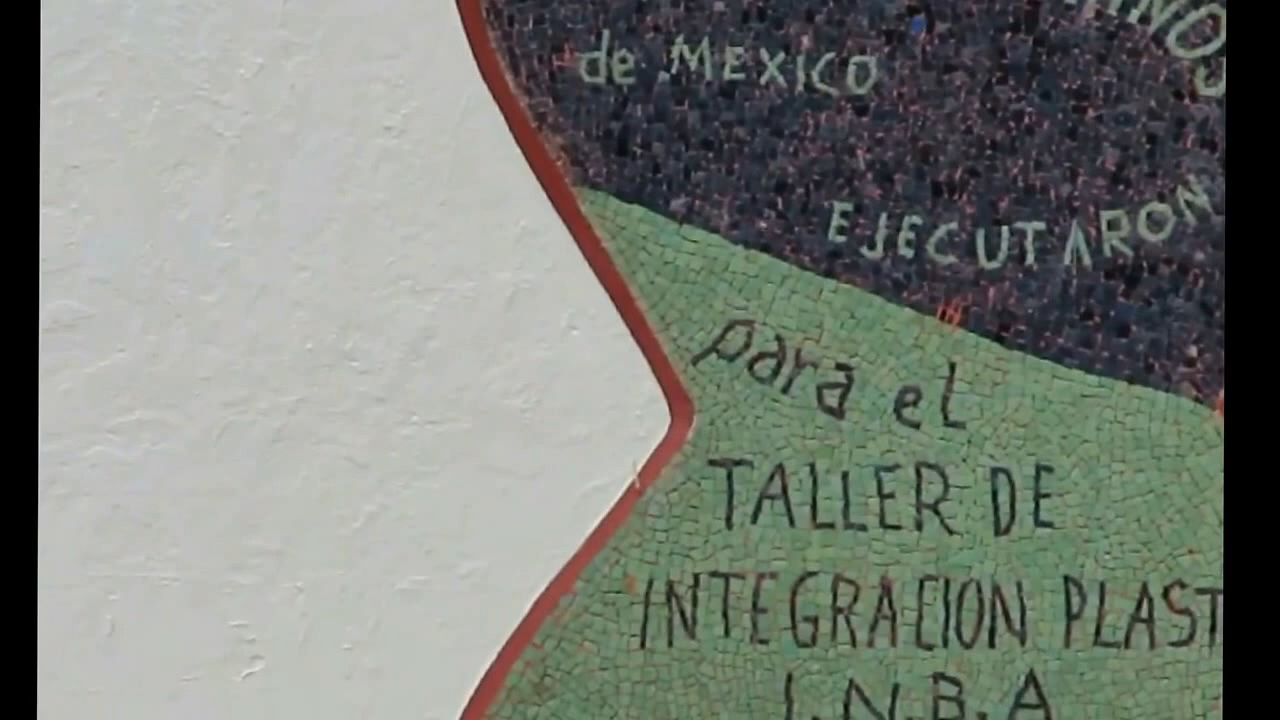 de MEXICO
EJECUTARON
para el
TALLER DE
INTEGRACION PLAST
I.N.B.A